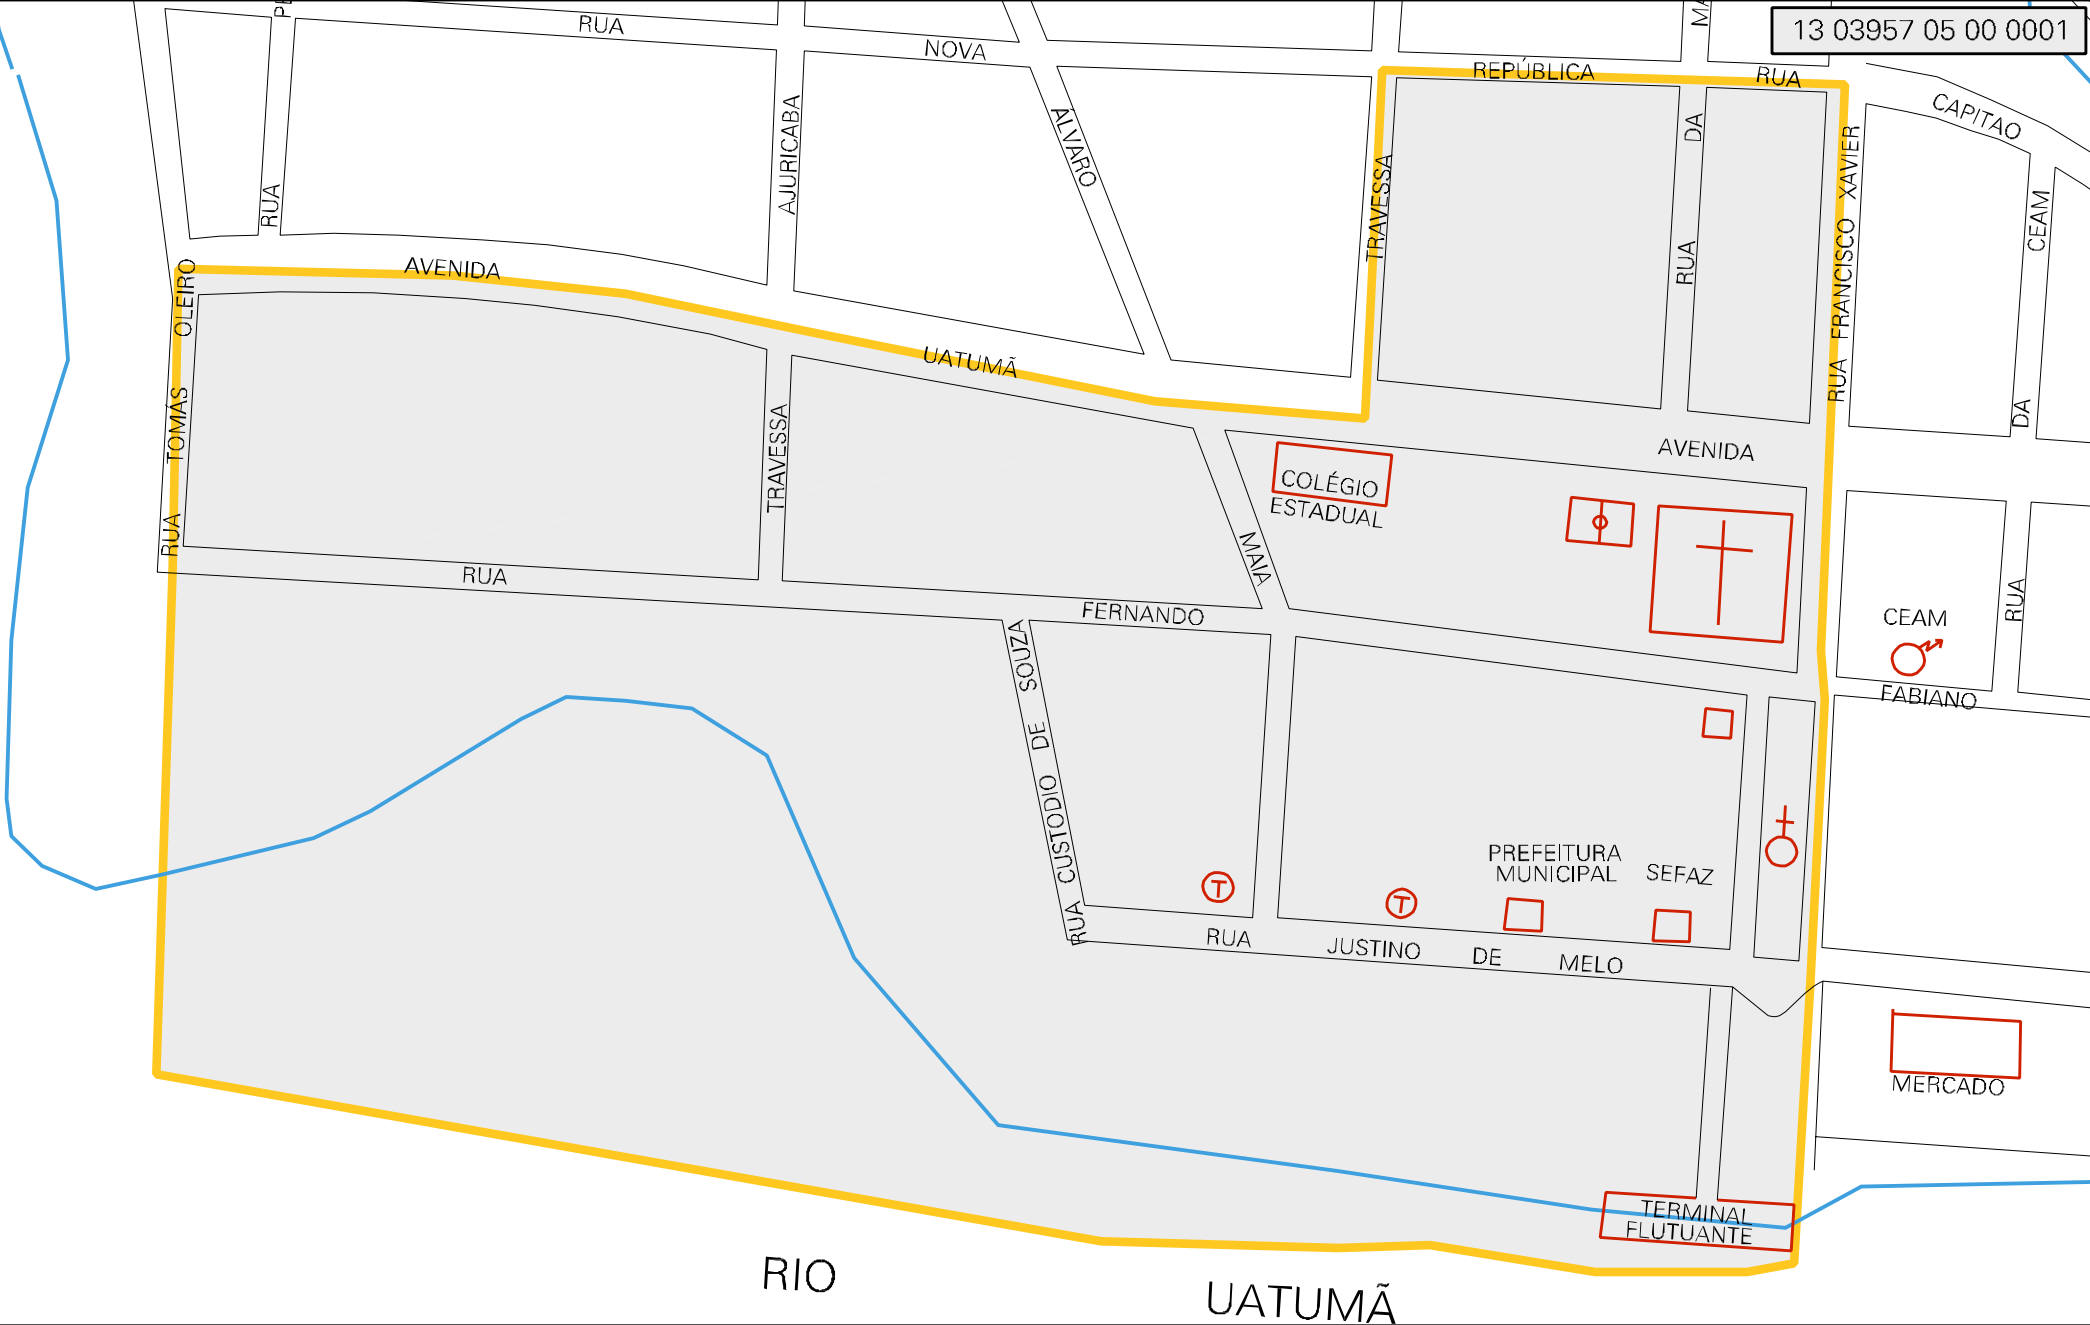 13 03957 05 00 0001
RUA
NOVA
REPÚBLICA
RUA
CAPITAO
AJURICABA
ALVARO
DA
RUA
TRAVESSA
RUA
RUA FRANCISCO XAVIER
CEAM
DA
RUA
AVENIDA
UATUMÃ
AVENIDA
RUA TOMÁS OLEIRO
TRAVESSA
MAIA
COLÉGIO
ESTADUAL
RUA
FERNANDO
CEAM
FABIANO
RUA CUSTODIO DE SOUZA
PREFEITURA
MUNICIPAL
SEFAZ
T
T
RUA JUSTINO DE MELO
MERCADO
TERMINAL
FLUTUANTE
RIO UATUMÃ